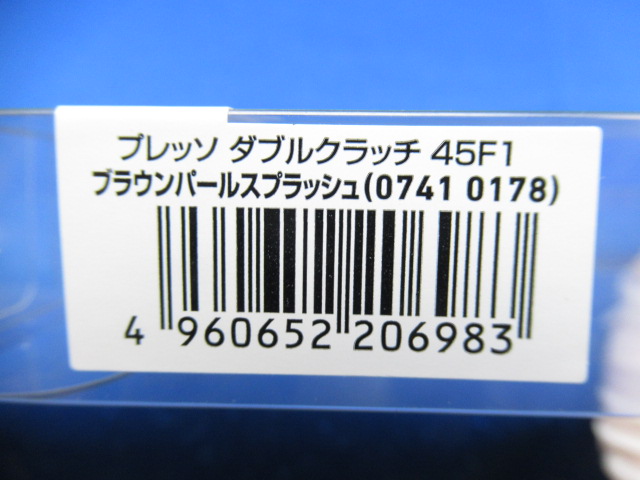 プレッソ ダブルクラッチ 45F1
ブラウンパールスプラッシュ(0741 0178)
4 960652 206983